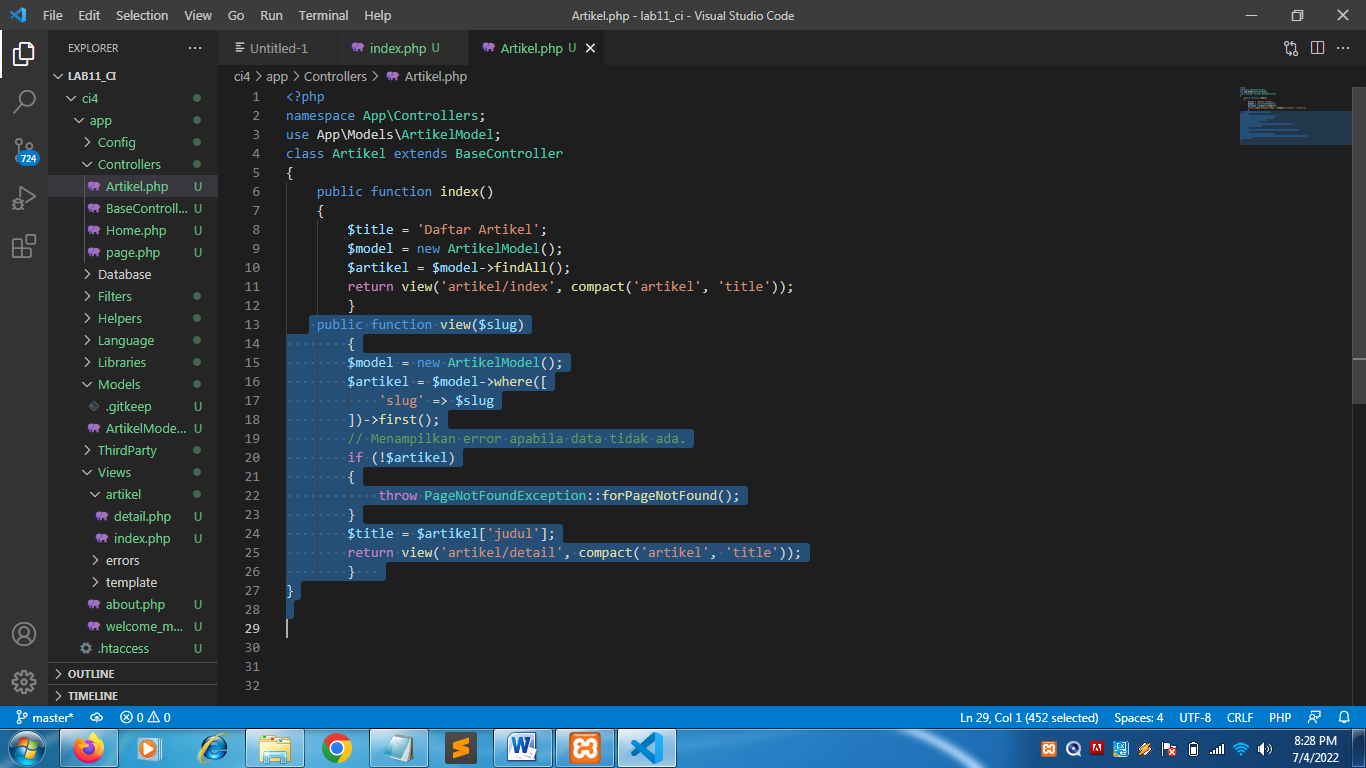 File Edit Selection View Go Run Terminal Help
Artikel.php - lab11_ci - Visual Studio Code
EXPLORER
LAB11_CI
ci4
app
Config
Controllers
Artikel.php U
BaseControll... U
Home.php U
page.php U
Database
Filters
Helpers
Language
Libraries
Models
.gitkeep U
ArtikelMode... U
ThirdParty
Views
artikel
detail.php U
index.php U
errors
template
about.php U
welcome_m... U
.htaccess U
OUTLINE
TIMELINE
724
Untitled-1
index.php U
Artikel.php U
ci4 > app > Controllers > Artikel.php
1 <?php
2 namespace App\Controllers;
3 use App\Models\ArtikelModel;
4 class Artikel extends BaseController
5 {
6 public function index()
7 {
8 $title = 'Daftar Artikel';
9 $model = new ArtikelModel();
10 $artikel = $model->findAll();
11 return view('artikel/index', compact('artikel', 'title'));
12 }
13 public function view($slug)
14 {
15 $model = new ArtikelModel();
16 $artikel = $model->where([
17 'slug' => $slug
18 ])->first();
19 // Menampilkan error apabila data tidak ada.
20 if (!$artikel)
21 {
22 throw PageNotFoundException::forPageNotFound();
23 }
24 $title = $artikel['judul'];
25 return view('artikel/detail', compact('artikel', 'title'));
26 }
27 }
28
29
30
31
32
master* 0 0
Ln 29, Col 1 (452 selected) Spaces: 4 UTF-8 CRLF PHP
8:28 PM
7/4/2022